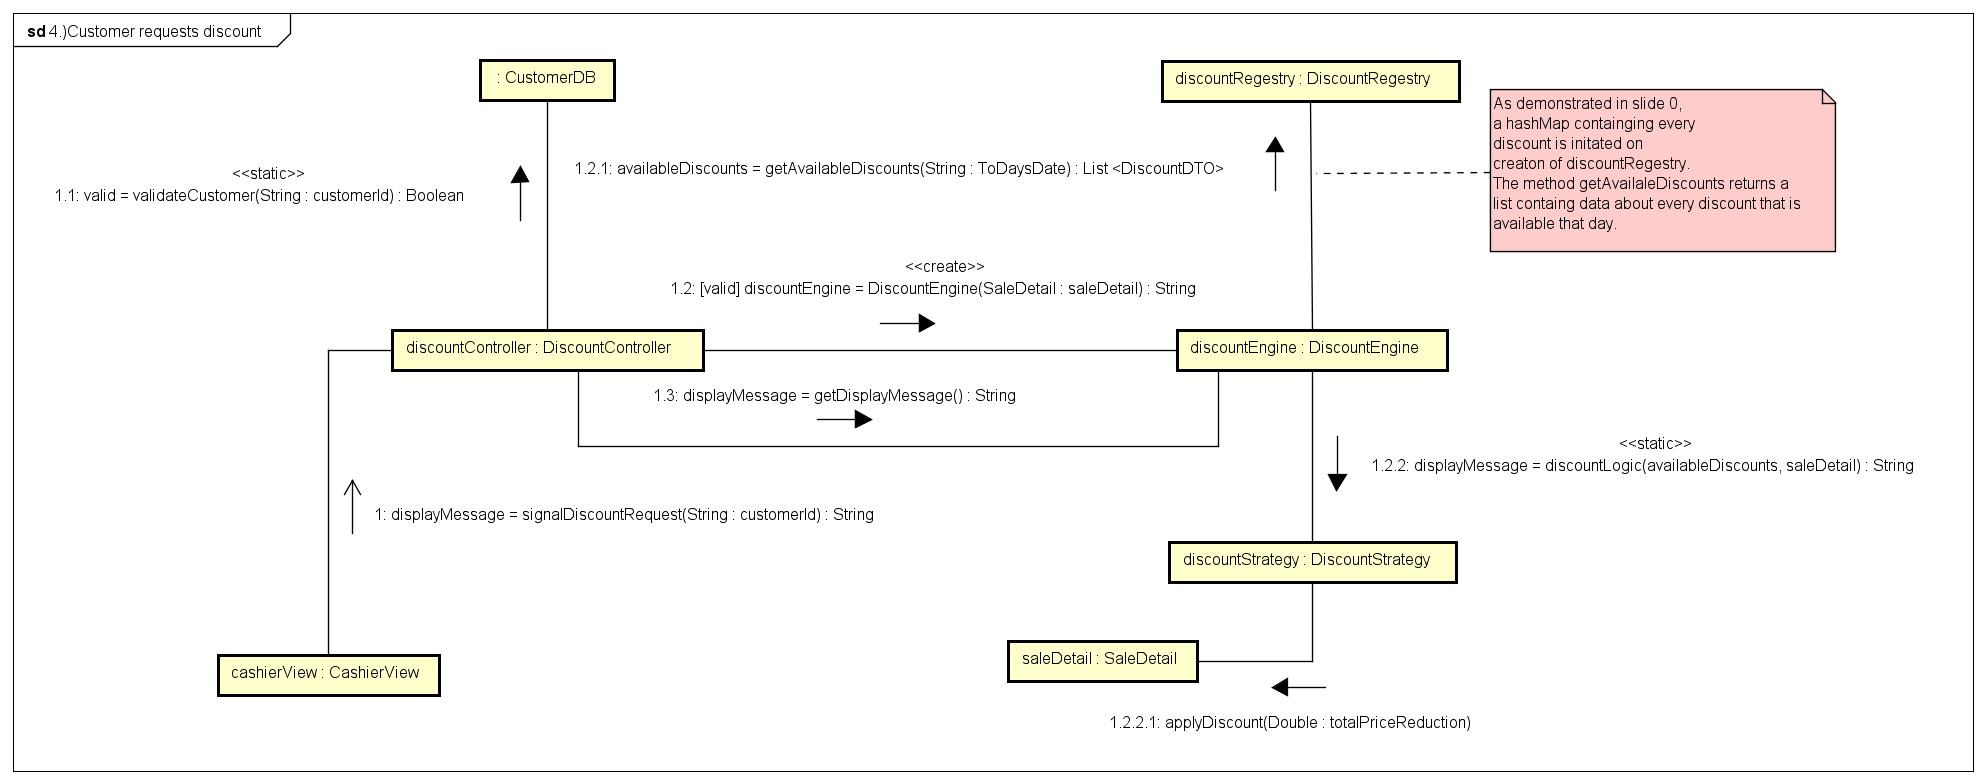 sd 4.)Customer requests discount
: CustomerDB
discountRegestry : DiscountRegestry
As demonstrated in slide 0,
a hashMap containging every
discount is initated on
creaton of discountRegestry.
The method getAvailaleDiscounts returns a
list containg data about every discount that is
available that day.
<<static>>
1.1: valid = validateCustomer(String : customerId) : Boolean
1.2.1: availableDiscounts = getAvailableDiscounts(String : ToDaysDate) : List <DiscountDTO>
<<create>>
1.2: [valid] discountEngine = DiscountEngine(SaleDetail : saleDetail) : String
discountController : DiscountController
discountEngine : DiscountEngine
1.3: displayMessage = getDisplayMessage() : String
<<static>>
1.2.2: displayMessage = discountLogic(availableDiscounts, saleDetail) : String
1: displayMessage = signalDiscountRequest(String : customerId) : String
discountStrategy : DiscountStrategy
saleDetail : SaleDetail
cashierView : CashierView
1.2.2.1: applyDiscount(Double : totalPriceReduction)